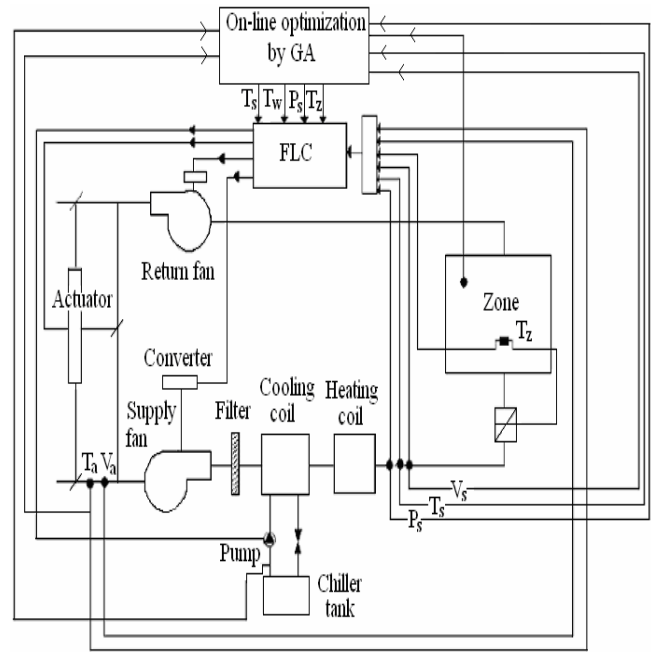 On-line optimization
by GA
Ts Tw Ps Tz
FLC
Return fan
Actuator
Zone
Tz
Converter
Cooling
coil
Heating
coil
Filter
Supply
fan
Ta Va
Vs
Ts
Ps
Pump
Chiller
tank